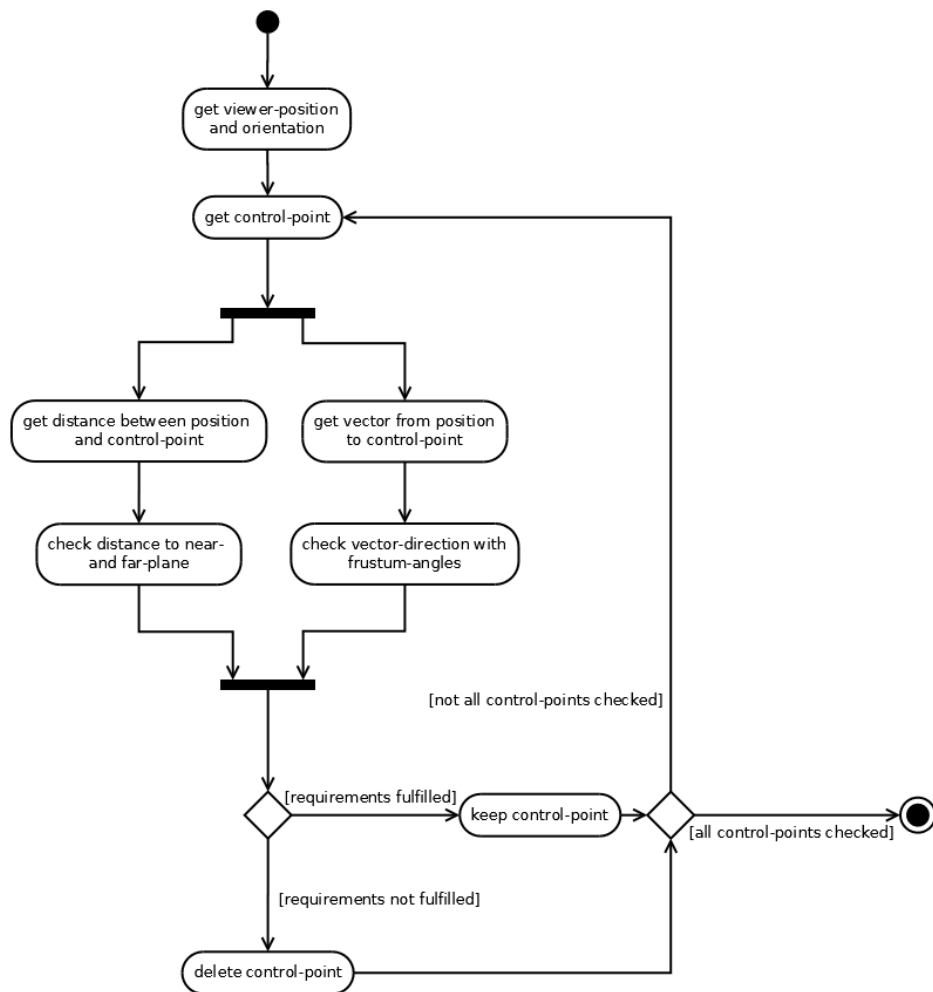 get viewer-position
and orientation
get control-point
get distance between position
and control-point
get vector from position
to control-point
check distance to near-
and far-plane
check vector-direction with
frustum-angles
[not all control-points checked]
[requirements fulfilled]
keep control-point
[all control-points checked]
[requirements not fulfilled]
delete control-point